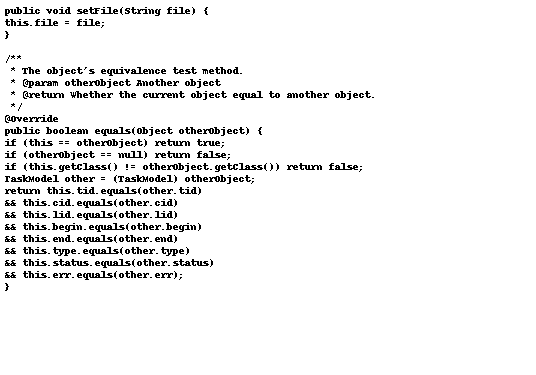 public void setFile(String file) {
this.file = file;
}
/**
* The object's equivalence test method.
* @param otherObject Another object
* @return Whether the current object equal to another object.
*/
@Override
public boolean equals(Object otherObject) {
if (this == otherObject) return true;
if (otherObject == null) return false;
if (this.getClass() != otherObject.getClass()) return false;
TaskModel other = (TaskModel) otherObject;
return this.tid.equals(other.tid)
&& this.cid.equals(other.cid)
&& this.lid.equals(other.lid)
&& this.begin.equals(other.begin)
&& this.end.equals(other.end)
&& this.type.equals(other.type)
&& this.status.equals(other.status)
&& this.err.equals(other.err);
}